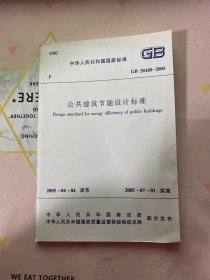 UDC
中华人民共和国国家标准
GB
P
GB 50189-2005
公共建筑节能设计标准
Design standard for energy efficiency of public buildings
2005-04-04 发布
2005-07-01 实施
中华人民共和国建设部
中华人民共和国国家质量监督检验检疫总局
联合发布
WE EAT TOGETHER